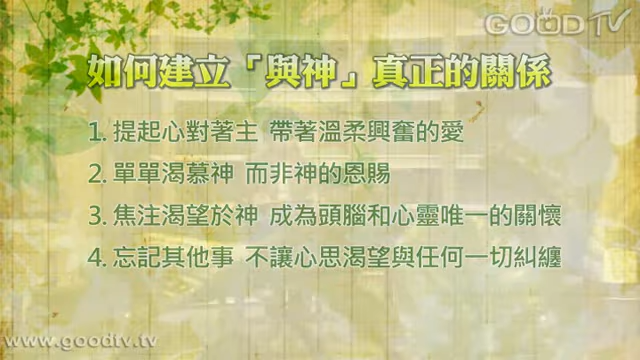 GOOD TV
如何建立「與神」真正的關係
1. 提起心對著主 帶著溫柔興奮的愛
2. 單單渴慕神 而非神的恩賜
3. 焦注渴望於神 成為頭腦和心靈唯一的關懷
4. 忘記其他事 不讓心思渴望與任何一切糾纏
www.goodtv.tv